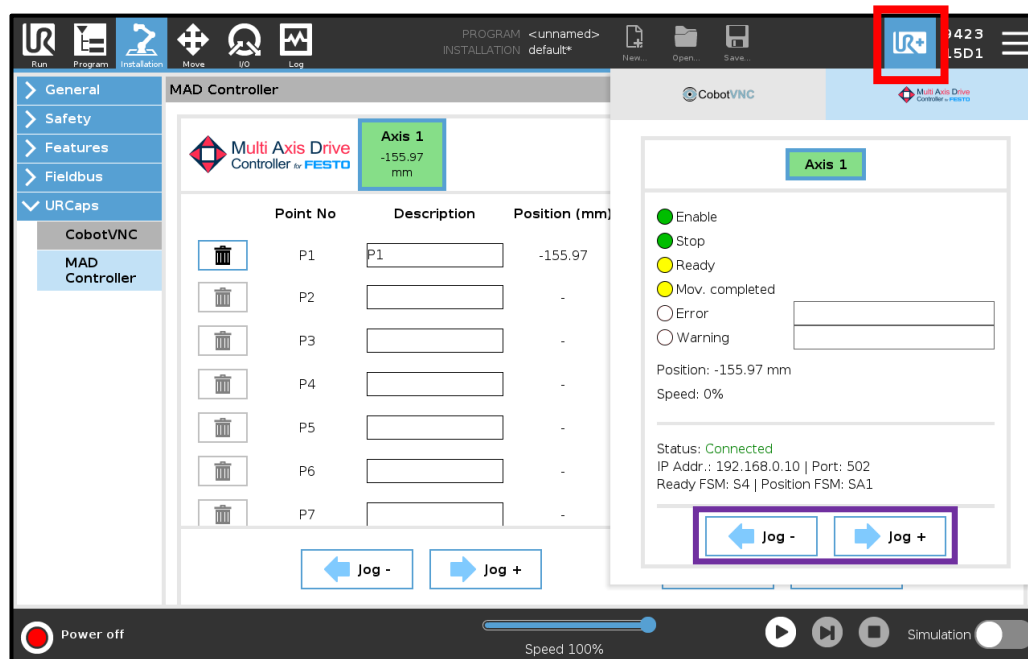 PROGRAM <unnamed>
INSTALLATION default*
UR
UR+
9423
15D1
Run
Program
Installation
Move
I/O
Log
New...
Open...
Save...
General
Safety
Features
Fieldbus
URCaps
CobotVNC
MAD
Controller
MAD Controller
Multi Axis Drive
Controller for FESTO
Axis 1
-155.97
mm
Point No Description Position (mm)
P1 P1 -155.97
P2 -
P3 -
P4 -
P5 -
P6 -
P7 -
Jog -
Jog +
CobotVNC
Multi Axis Drive
Controller for FESTO
Axis 1
Enable
Stop
Ready
Mov. completed
Error
Warning
Position: -155.97 mm
Speed: 0%
Status: Connected
IP Addr.: 192.168.0.10 | Port: 502
Ready FSM: S4 | Position FSM: SA1
Jog -
Jog +
Power off
Speed 100%
Simulation